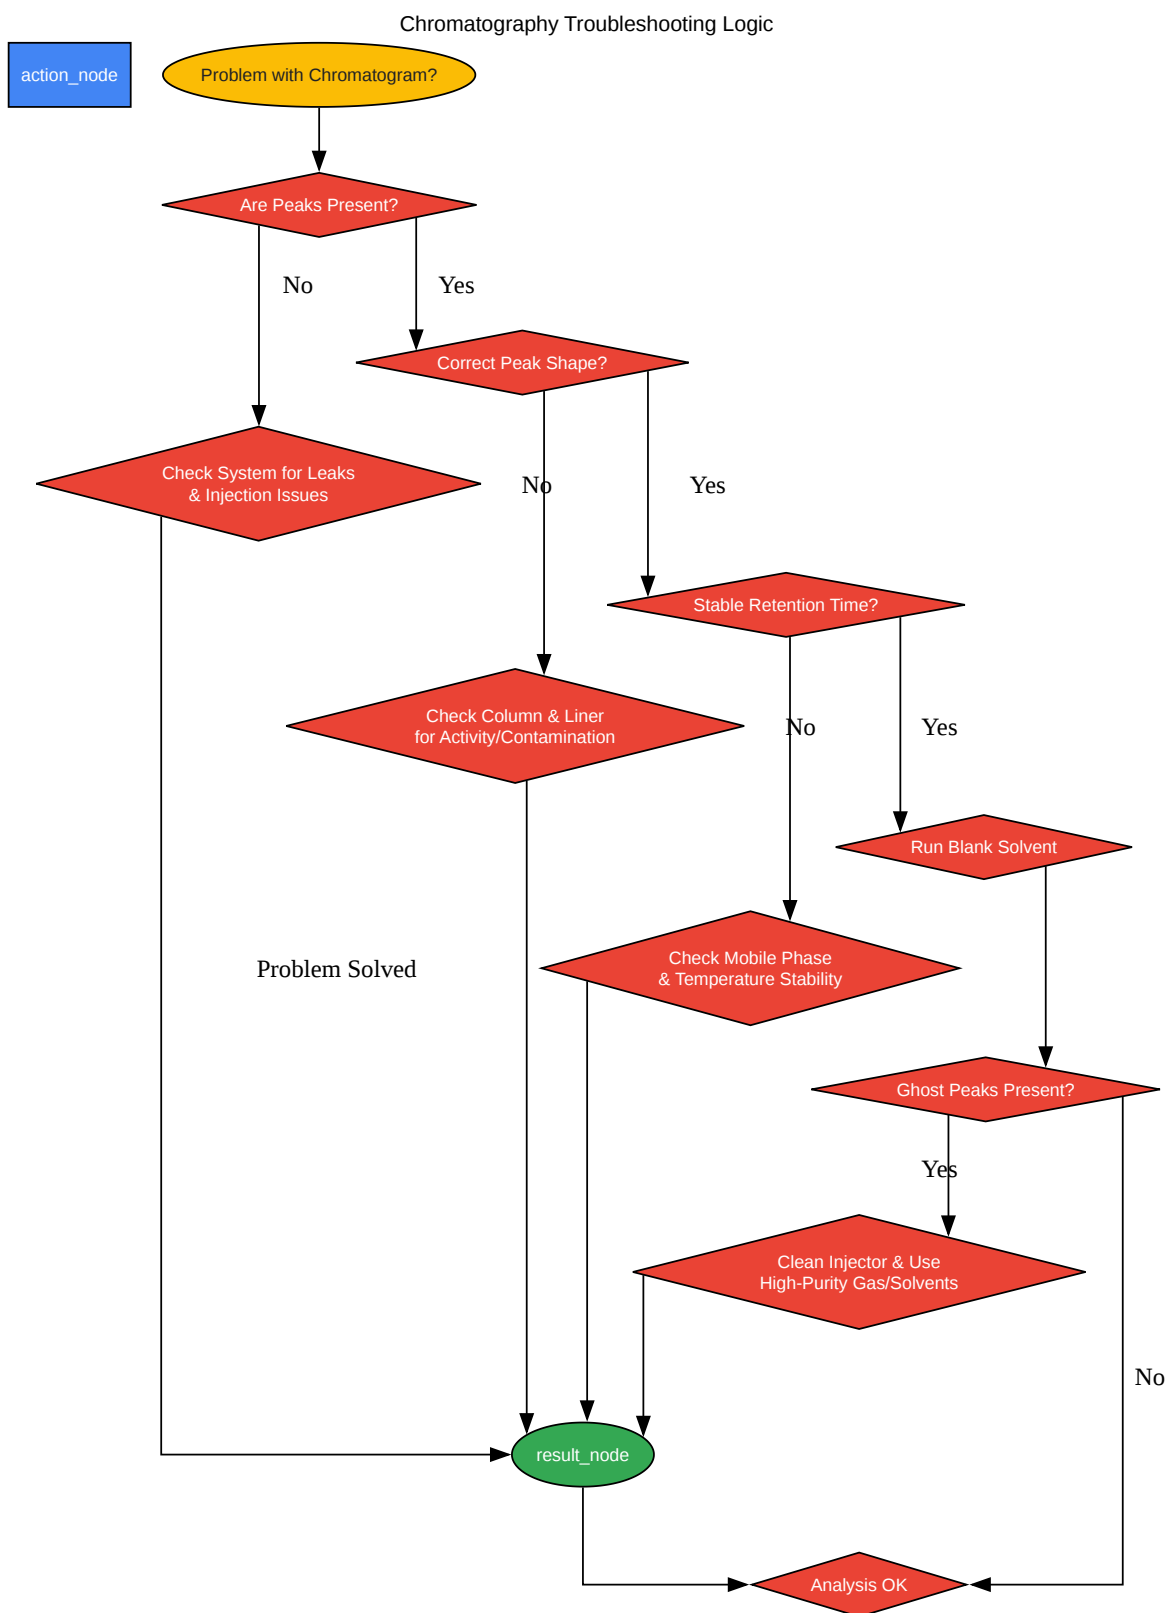 Chromatography Troubleshooting Logic
action_node
Problem with Chromatogram?
Are Peaks Present?
No
Yes
Correct Peak Shape?
Check System for Leaks
& Injection Issues
No
Yes
Stable Retention Time?
Check Column & Liner
for Activity/Contamination
No
Yes
Run Blank Solvent
Problem Solved
Check Mobile Phase
& Temperature Stability
Ghost Peaks Present?
Yes
Clean Injector & Use
High-Purity Gas/Solvents
No
result_node
Analysis OK